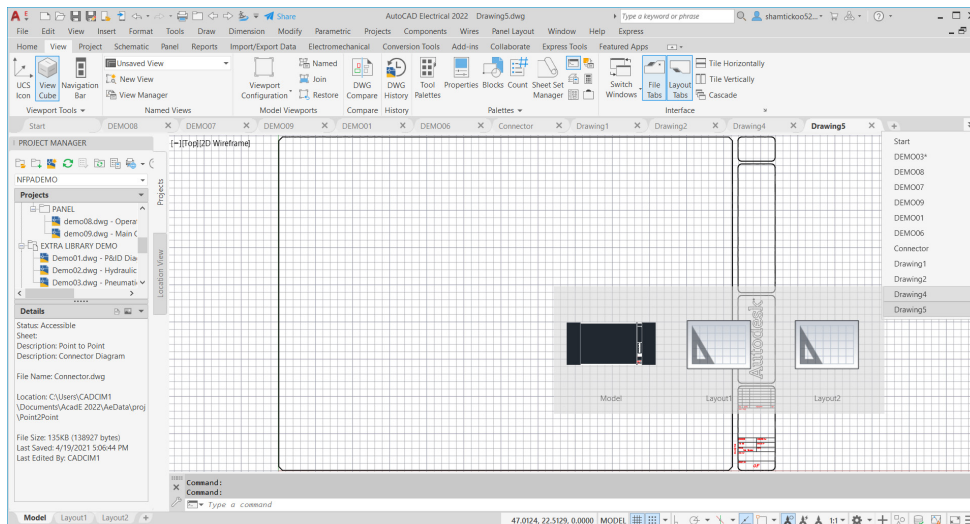 Share AutoCAD Electrical 2022 Drawing5.dwg Type a keyword or phrase shamtickoo52...
File Edit View Insert Format Tools Draw Dimension Modify Parametric Projects Components Wires Panel Layout Window Help Express
Home View Project Schematic Panel Reports Import/Export Data Electromechanical Conversion Tools Add-ins Collaborate Express Tools Featured Apps
UCS Icon
View Cube
Navigation Bar
Viewport Tools
Unsaved View
New View
View Manager
Named Views
Viewport Configuration
Named
Join
Restore
Model Viewports
DWG Compare
Compare
DWG History
History
Tool Palettes
Properties
Blocks
Count
Sheet Set Manager
Palettes
Switch Windows
File Tabs
Layout Tabs
Tile Horizontally
Tile Vertically
Cascade
Interface
Start DEMO08 DEMO07 DEMO09 DEMO01 DEMO06 Connector Drawing1 Drawing2 Drawing4 Drawing5
PROJECT MANAGER
NFPADEMO
Projects
PANEL
demo08.dwg - Opera
demo09.dwg - Main C
EXTRA LIBRARY DEMO
Demo01.dwg - P&ID Dia
Demo02.dwg - Hydraulic
Demo03.dwg - Pneumati
Projects
Location View
Details
Status: Accessible
Sheet:
Description: Point to Point
Description: Connector Diagram
File Name: Connector.dwg
Location: C:\Users\CADCIM1
\Documents\AcadE 2022\AeData\proj
\Point2Point
File Size: 135KB (138927 bytes)
Last Saved: 4/19/2021 5:06:44 PM
Last Edited By: CADCIM1
[-][Top][2D Wireframe]
Autodesk
Model Layout1 Layout2
Start
DEMO03*
DEMO08
DEMO07
DEMO09
DEMO01
DEMO06
Connector
Drawing1
Drawing2
Drawing4
Drawing5
Command:
Command:
Type a command
Model Layout1 Layout2 +
47.0124, 22.5129, 0.0000 MODEL 1:1